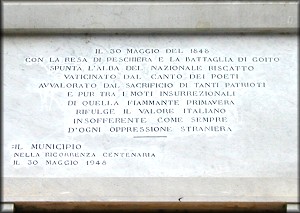 IL 30 MAGGIO DEL 1848
CON LA RESA DI PESCHIERA E LA BATTAGLIA DI GOITO
SPUNTA L'ALBA DEL NAZIONALE RISCATTO
VATICINATO DAL CANTO DEI POETI
AVVALORATO DAL SACRIFICIO DI TANTI PATRIOTI
E PUR TRA I MOTI INSURREZIONALI
DI QUELLA FIAMMANTE PRIMAVERA
RIFULGE IL VALORE ITALIANO
INSOFFERENTE COME SEMPRE
D'OGNI OPPRESSIONE STRANIERA
IL MUNICIPIO
NELLA RICORRENZA CENTENARIA
IL 30 MAGGIO 1948